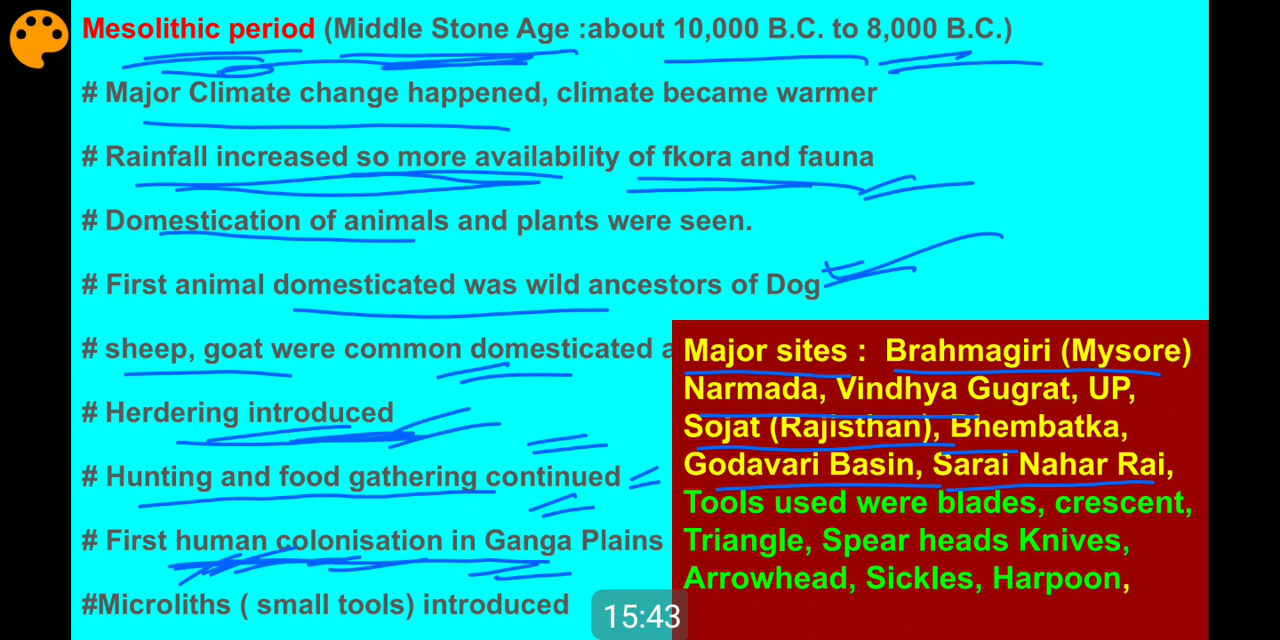 Mesolithic period (Middle Stone Age :about 10,000 B.C. to 8,000 B.C.)
# Major Climate change happened, climate became warmer
# Rainfall increased so more availability of fkora and fauna
# Domestication of animals and plants were seen.
# First animal domesticated was wild ancestors of Dog
# sheep, goat were common domesticated
# Herdering introduced
# Hunting and food gathering continued
# First human colonisation in Ganga Plains
#Microliths ( small tools) introduced
Major sites : Brahmagiri (Mysore)
Narmada, Vindhya Gugrat, UP,
Sojat (Rajisthan), Bhembatka,
Godavari Basin, Sarai Nahar Rai,
Tools used were blades, crescent,
Triangle, Spear heads Knives,
Arrowhead, Sickles, Harpoon,
15:43